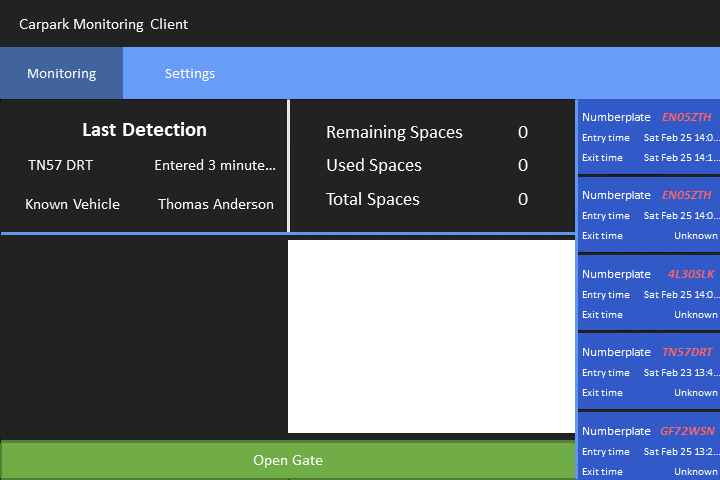 Carpark Monitoring Client
Monitoring
Settings
Last Detection
TN57 DRT
Entered 3 minute...
Known Vehicle
Thomas Anderson
Remaining Spaces 0
Used Spaces 0
Total Spaces 0
Open Gate
Numberplate EN05ZTH
Entry time Sat Feb 25 14:0...
Exit time Sat Feb 25 14:1...
Numberplate EN05ZTH
Entry time Sat Feb 25 14:0...
Exit time Unknown
Numberplate 4L30SLK
Entry time Sat Feb 25 14:0...
Exit time Unknown
Numberplate TN57DRT
Entry time Sat Feb 23 13:4...
Exit time Unknown
Numberplate GF72WSN
Entry time Sat Feb 25 13:2...
Exit time Unknown